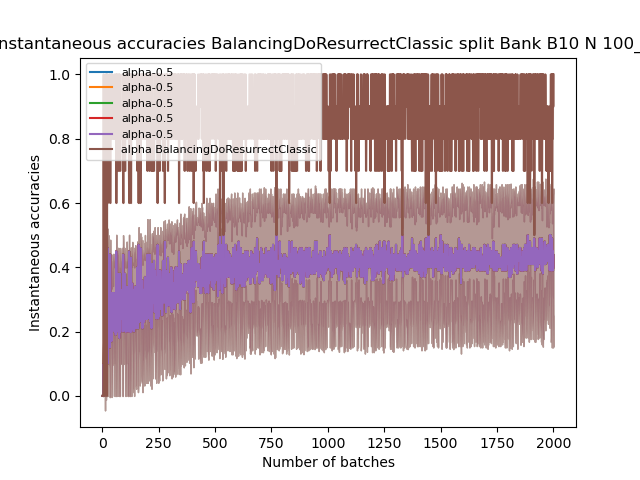 nstantaneous accuracies BalancingDoResurrectClassic split Bank B10 N 100_
alpha-0.5
alpha-0.5
alpha-0.5
alpha-0.5
alpha-0.5
alpha BalancingDoResurrectClassic
1.0
0.8
0.6
0.4
0.2
0.0
Instantaneous accuracies
0 250 500 750 1000 1250 1500 1750 2000
Number of batches